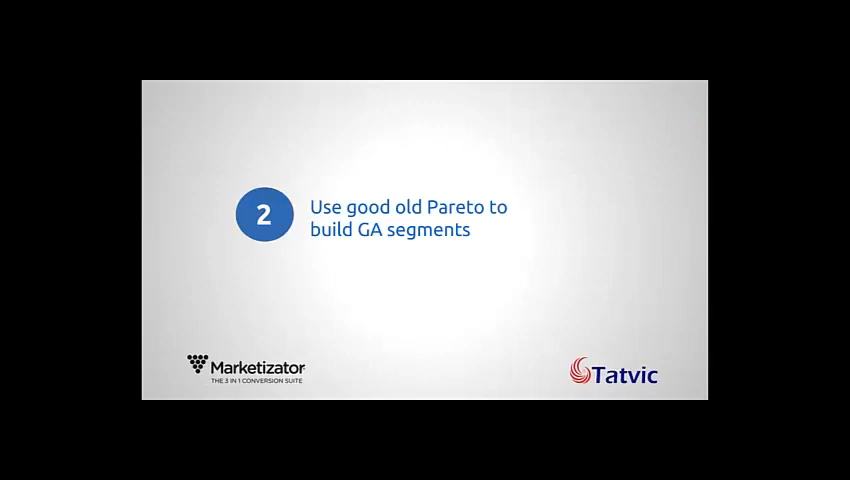 2
Use good old Pareto to
build GA segments
Marketizator
THE 3 IN 1 CONVERSION SUITE
Tatvic